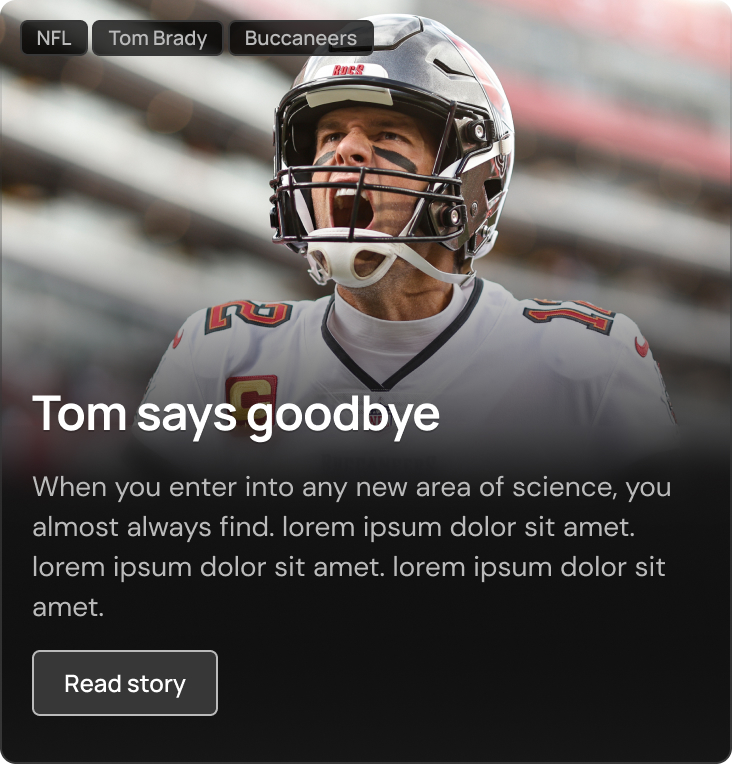 NFL Tom Brady Buccaneers
BUCS
12
12
C
Tom says goodbye
When you enter into any new area of science, you
almost always find. lorem ipsum dolor sit amet.
lorem ipsum dolor sit amet. lorem ipsum dolor sit
amet.
Read story